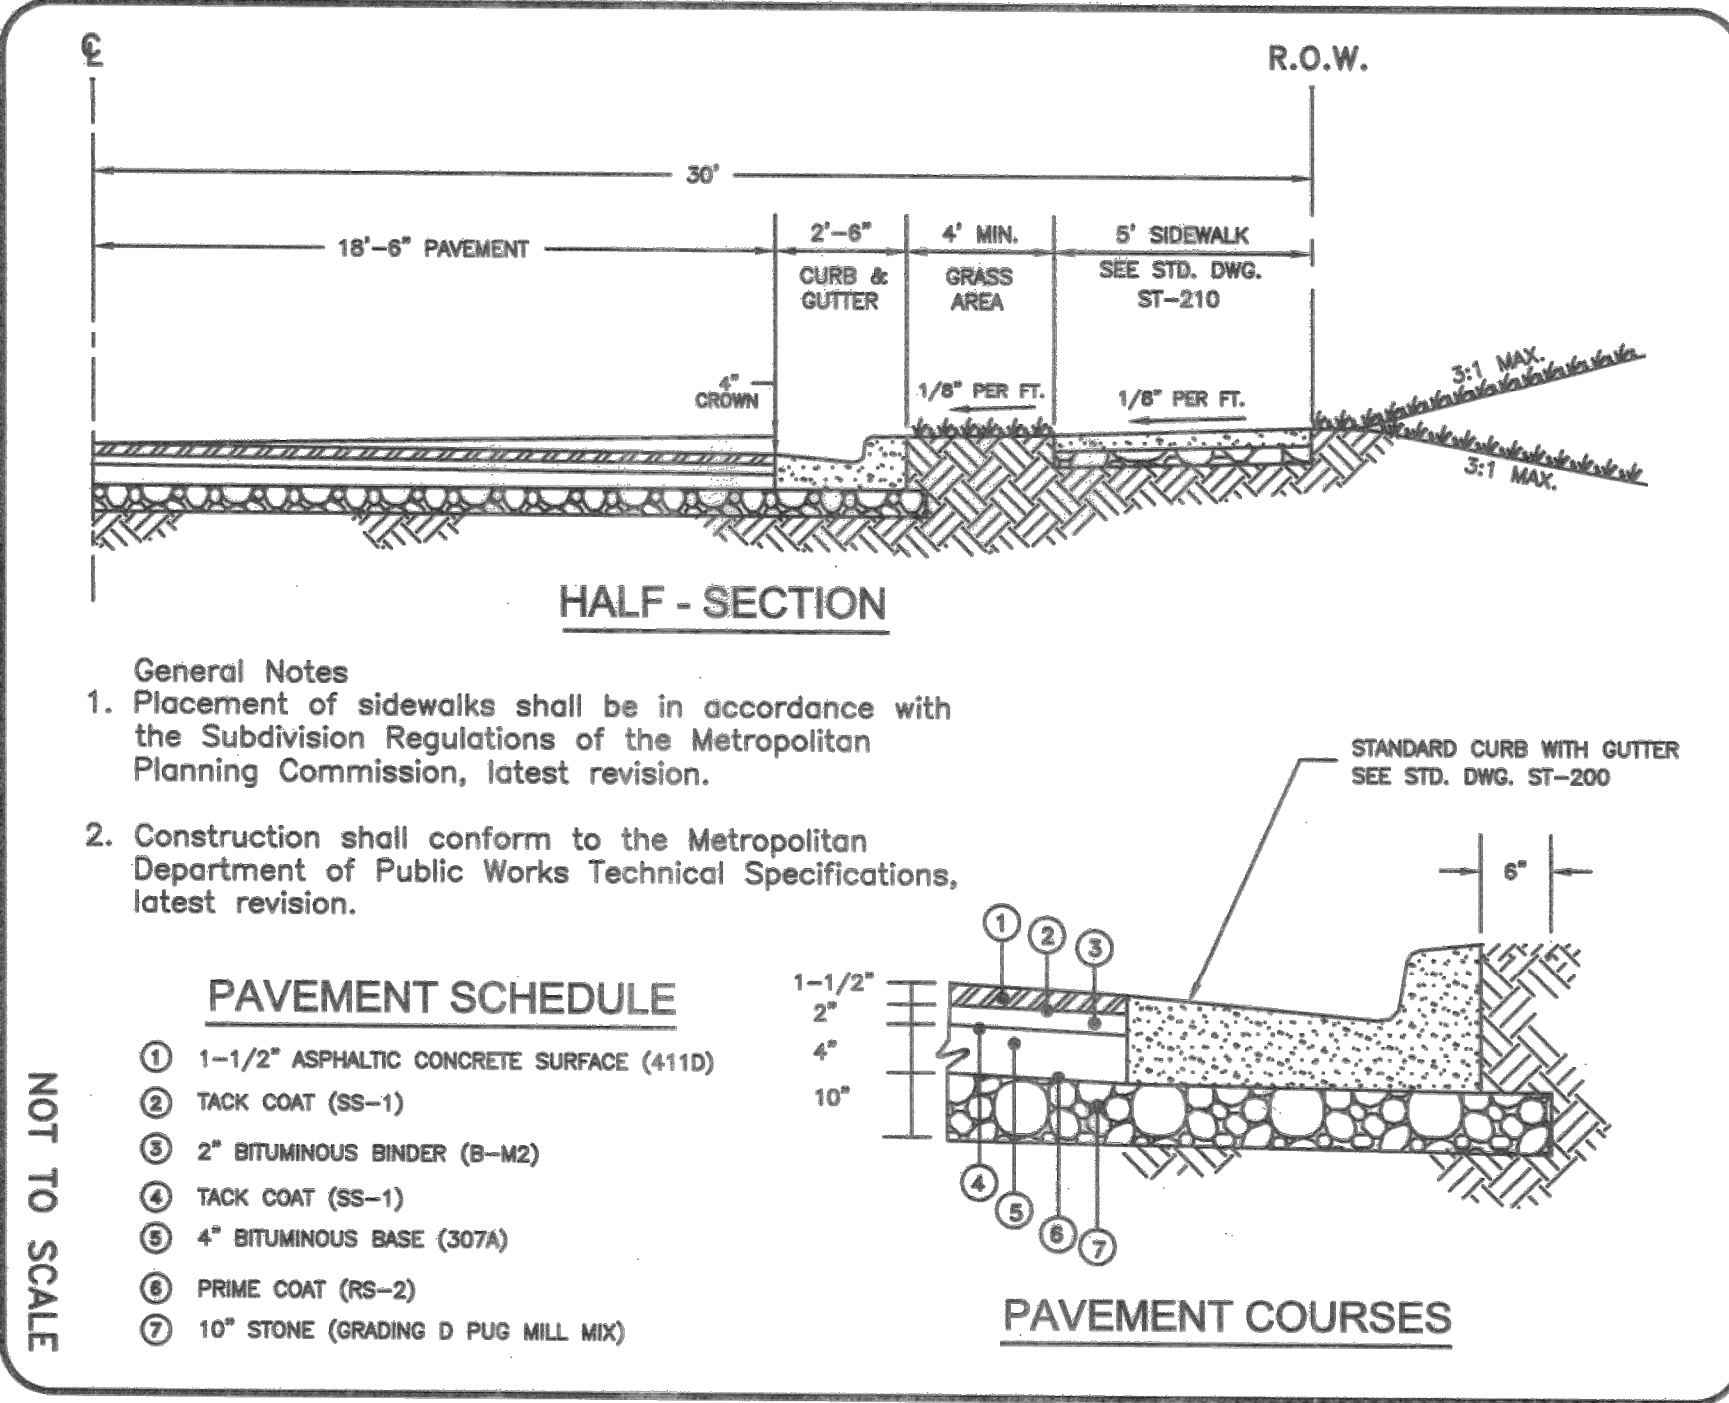 ℄
R.O.W.
30'
18'-6" PAVEMENT
2'-6"
CURB &
GUTTER
4' MIN.
GRASS
AREA
5' SIDEWALK
SEE STD. DWG.
ST-210
4"
CROWN
1/8" PER FT.
1/8" PER FT.
3:1 MAX.
3:1 MAX.
HALF - SECTION
General Notes
1. Placement of sidewalks shall be in accordance with
the Subdivision Regulations of the Metropolitan
Planning Commission, latest revision.
2. Construction shall conform to the Metropolitan
Department of Public Works Technical Specifications,
latest revision.
STANDARD CURB WITH GUTTER
SEE STD. DWG. ST-200
6"
1
2
3
1-1/2"
2"
4"
10"
4
5
6
7
PAVEMENT COURSES
PAVEMENT SCHEDULE
1 1-1/2" ASPHALTIC CONCRETE SURFACE (411D)
2 TACK COAT (SS-1)
3 2" BITUMINOUS BINDER (B-M2)
4 TACK COAT (SS-1)
5 4" BITUMINOUS BASE (307A)
6 PRIME COAT (RS-2)
7 10" STONE (GRADING D PUG MILL MIX)
NOT TO SCALE